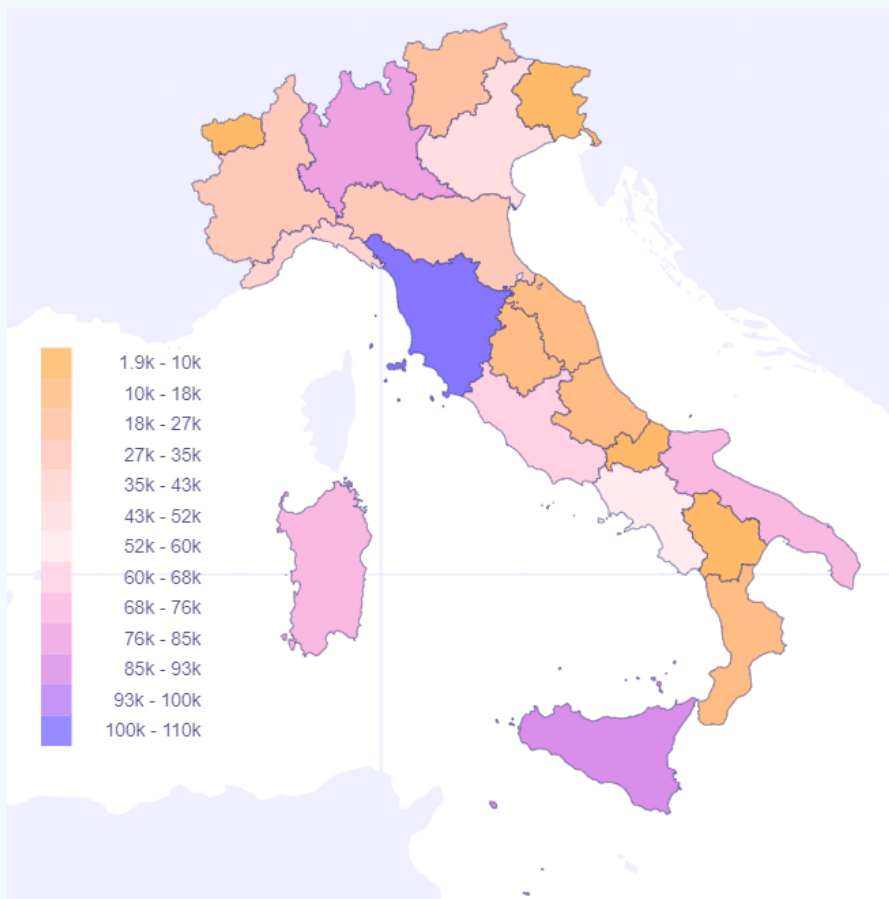 1.9k - 10k
10k - 18k
18k - 27k
27k - 35k
35k - 43k
43k - 52k
52k - 60k
60k - 68k
68k - 76k
76k - 85k
85k - 93k
93k - 100k
100k - 110k